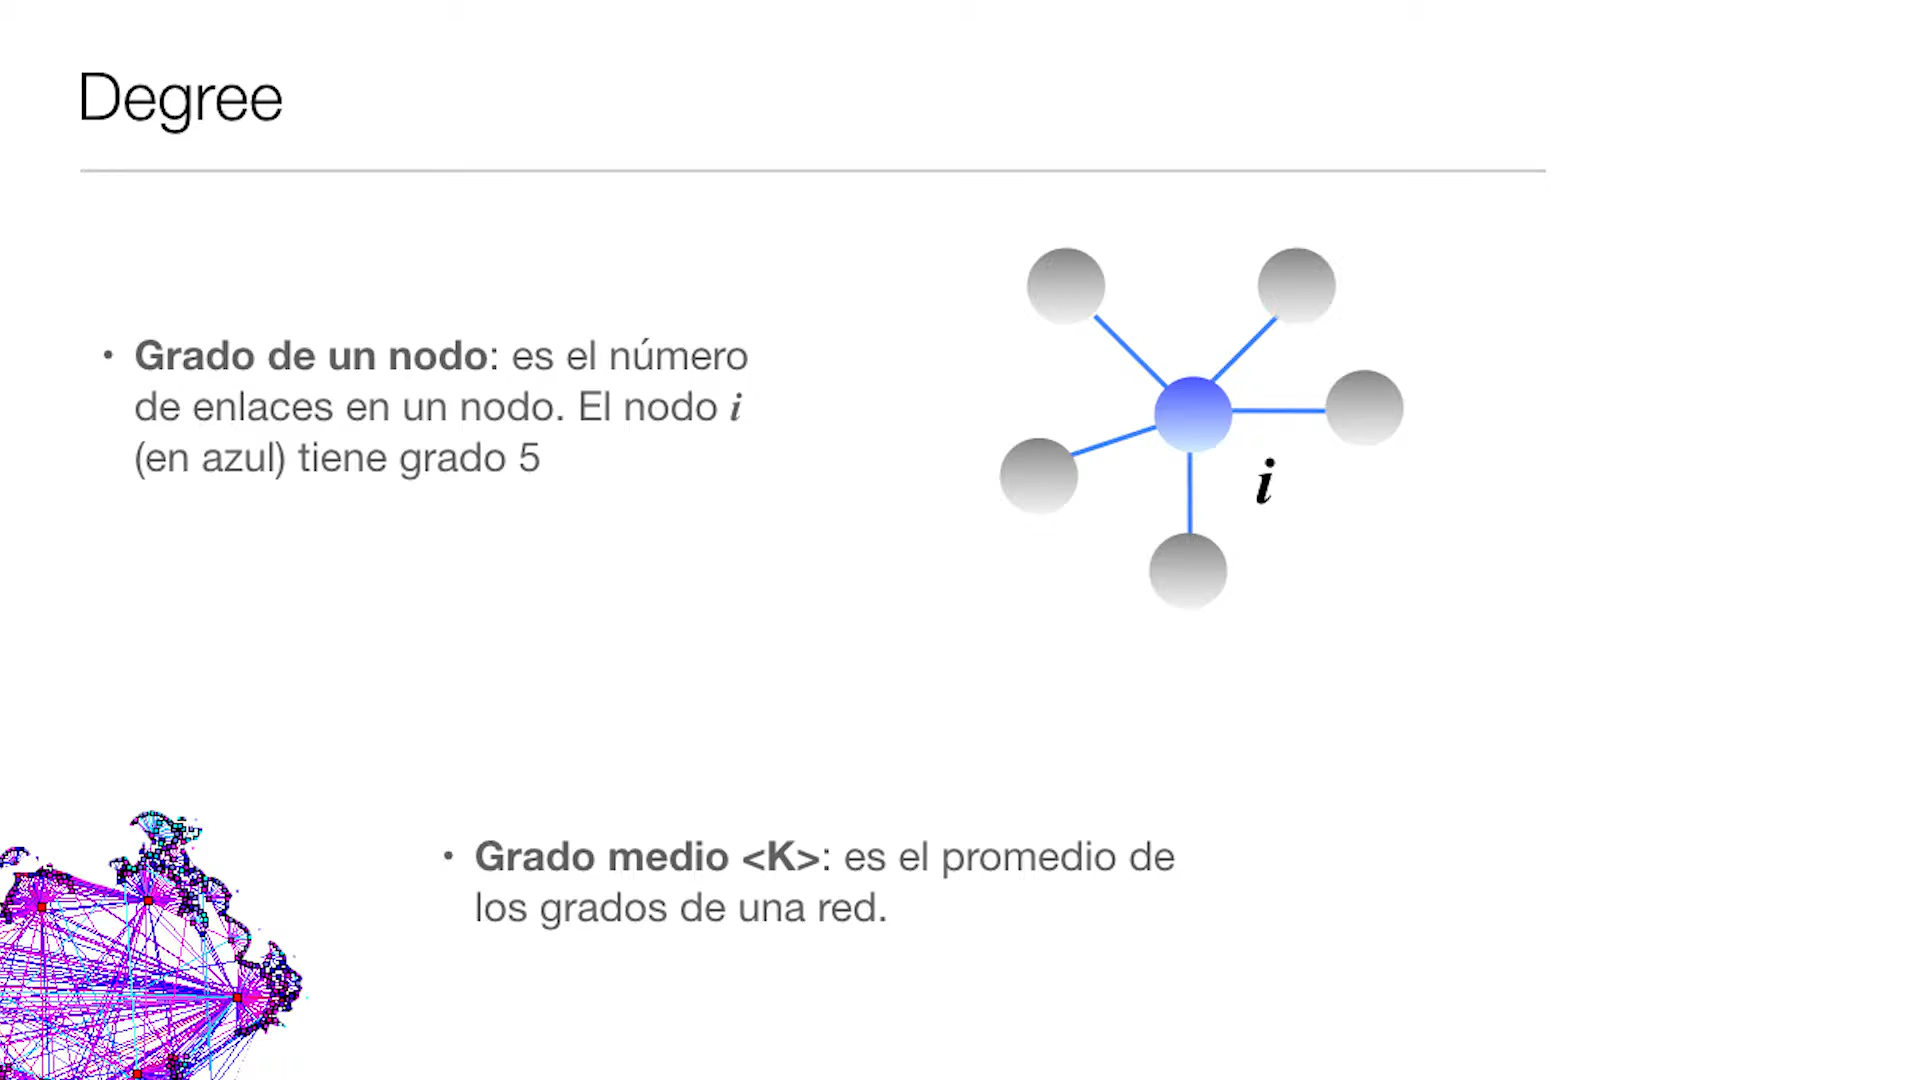 Degree
• Grado de un nodo: es el número
de enlaces en un nodo. El nodo i
(en azul) tiene grado 5
i
• Grado medio <K>: es el promedio de
los grados de una red.